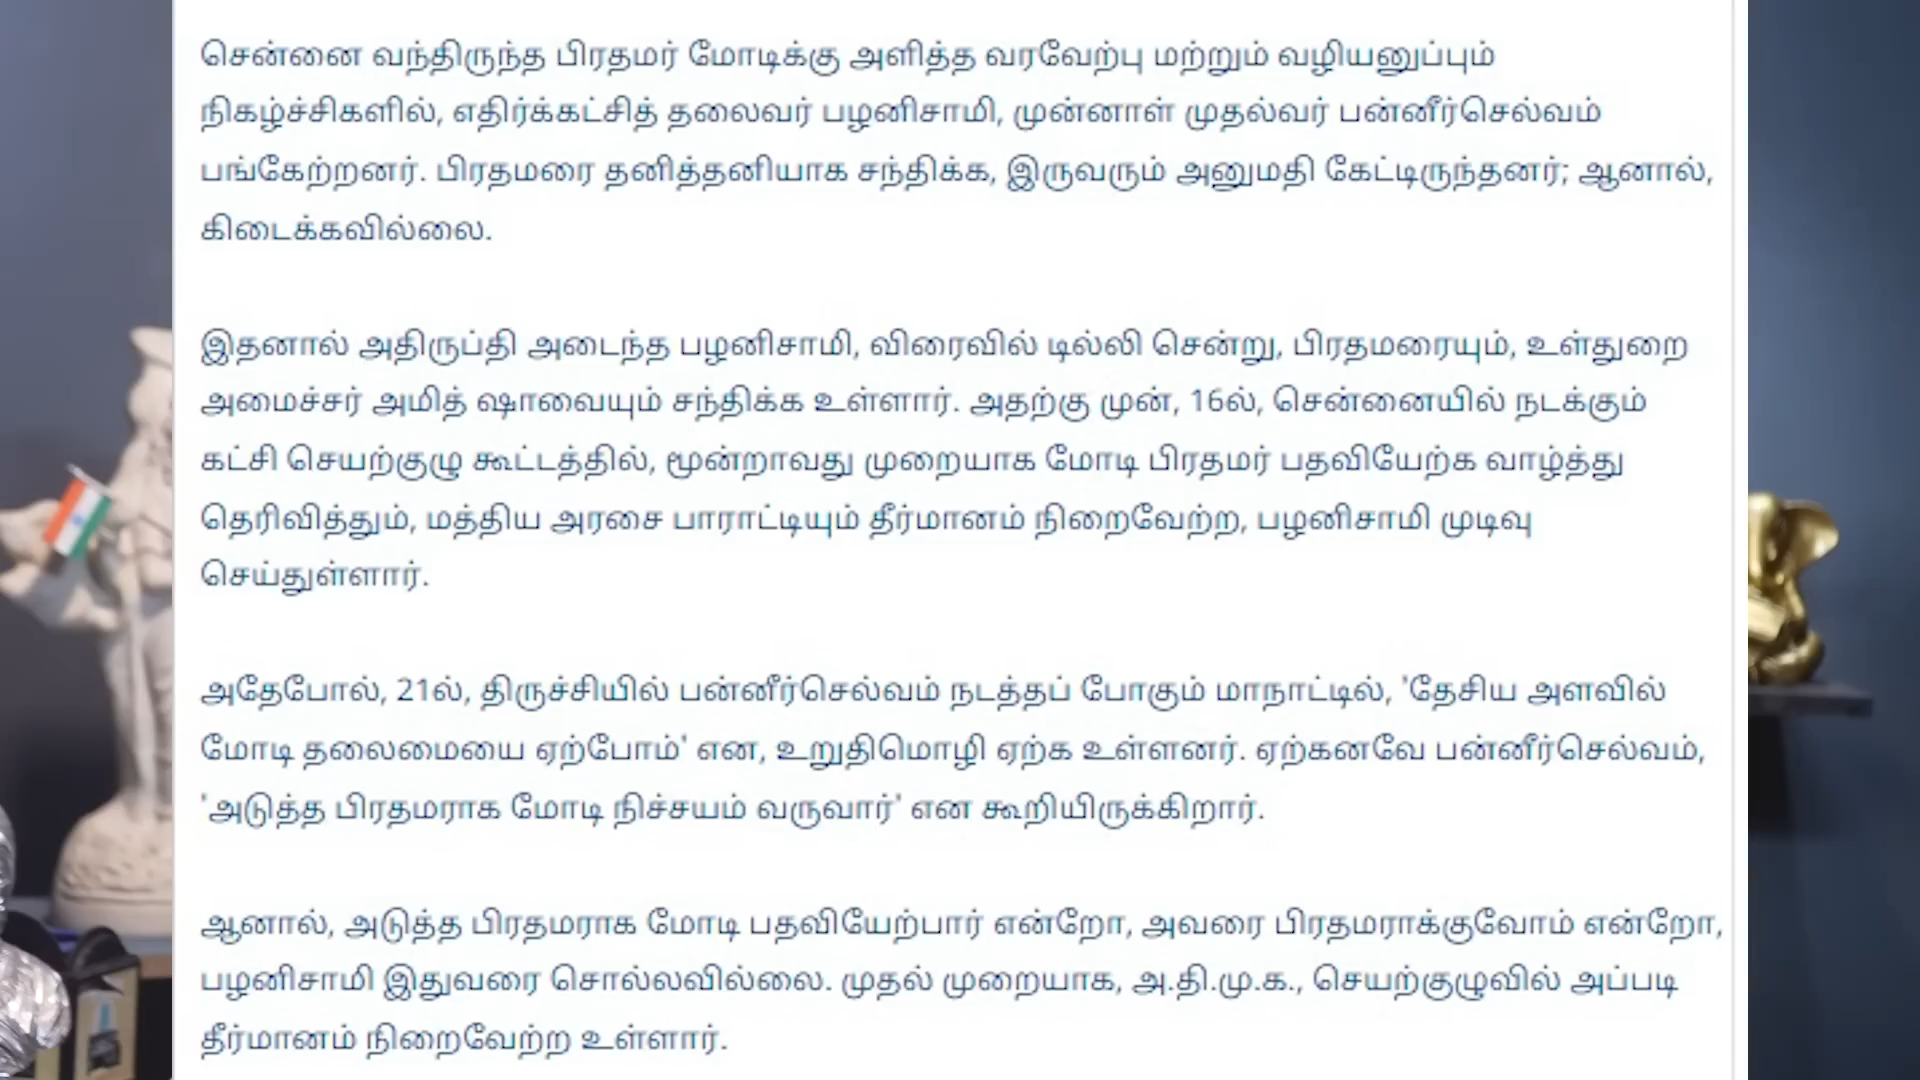 சென்னை வந்திருந்த பிரதமர் மோடிக்கு அளித்த வரவேற்பு மற்றும் வழியனுப்பும்
நிகழ்ச்சிகளில், எதிர்க்கட்சித் தலைவர் பழனிசாமி, முன்னாள் முதல்வர் பன்னீர்செல்வம்
பங்கேற்றனர். பிரதமரை தனித்தனியாக சந்திக்க, இருவரும் அனுமதி கேட்டிருந்தனர்; ஆனால்,
கிடைக்கவில்லை.
இதனால் அதிருப்தி அடைந்த பழனிசாமி, விரைவில் டில்லி சென்று, பிரதமரையும், உள்துறை
அமைச்சர் அமித் ஷாவையும் சந்திக்க உள்ளார். அதற்கு முன், 16ல், சென்னையில் நடக்கும்
கட்சி செயற்குழு கூட்டத்தில், மூன்றாவது முறையாக மோடி பிரதமர் பதவியேற்க வாழ்த்து
தெரிவித்தும், மத்திய அரசை பாராட்டியும் தீர்மானம் நிறைவேற்ற, பழனிசாமி முடிவு
செய்துள்ளார்.
அதேபோல், 21ல், திருச்சியில் பன்னீர்செல்வம் நடத்தப் போகும் மாநாட்டில், 'தேசிய அளவில்
மோடி தலைமையை ஏற்போம்' என, உறுதிமொழி ஏற்க உள்ளனர். ஏற்கனவே பன்னீர்செல்வம்,
'அடுத்த பிரதமராக மோடி நிச்சயம் வருவார்' என கூறியிருக்கிறார்.
ஆனால், அடுத்த பிரதமராக மோடி பதவியேற்பார் என்றோ, அவரை பிரதமராக்குவோம் என்றோ,
பழனிசாமி இதுவரை சொல்லவில்லை. முதல் முறையாக, அ.தி.மு.க., செயற்குழுவில் அப்படி
தீர்மானம் நிறைவேற்ற உள்ளார்.